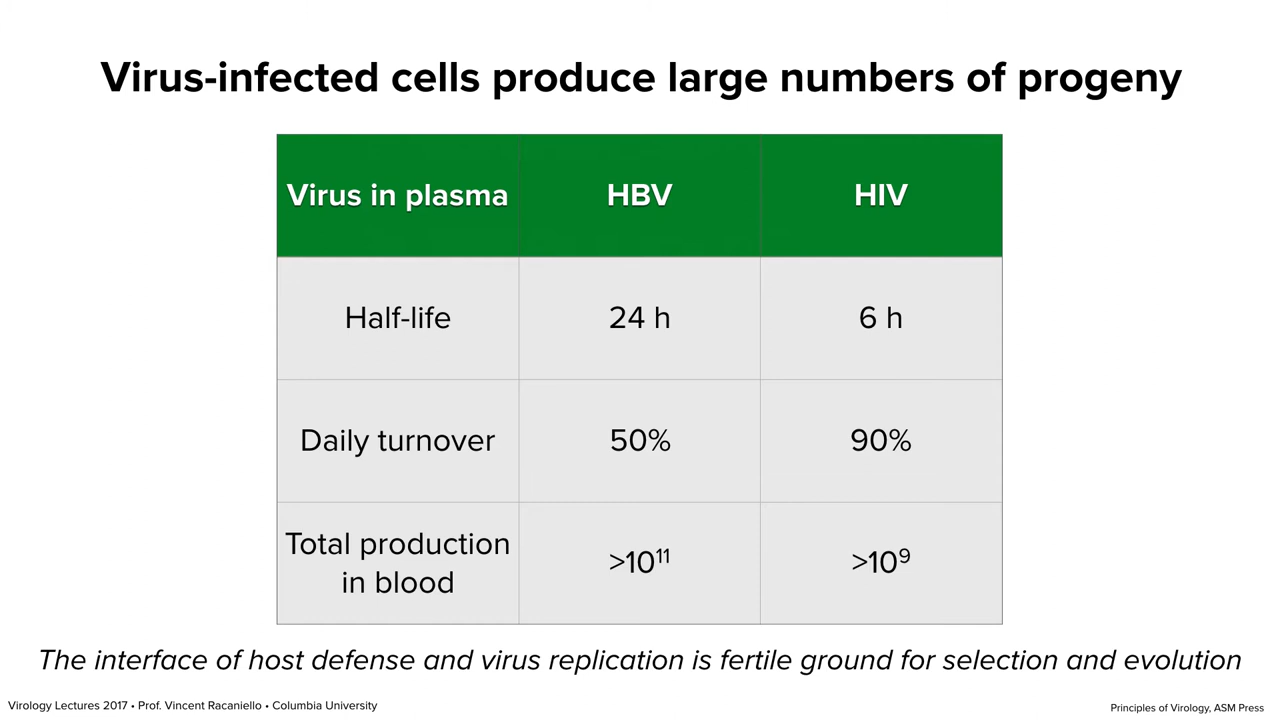 Virus-infected cells produce large numbers of progeny
Virus in plasma HBV HIV
Half-life 24 h 6 h
Daily turnover 50% 90%
Total production
in blood >10¹¹ >10⁹
The interface of host defense and virus replication is fertile ground for selection and evolution
Virology Lectures 2017 • Prof. Vincent Racaniello • Columbia University
Principles of Virology, ASM Press